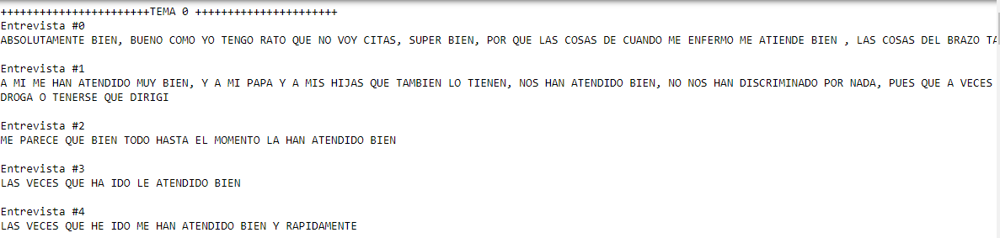 +++++++++++++++++++++++TEMA 0 ++++++++++++++++++++++
Entrevista #0
ABSOLUTAMENTE BIEN, BUENO COMO YO TENGO RATO QUE NO VOY CITAS, SUPER BIEN, POR QUE LAS COSAS DE CUANDO ME ENFERMO ME ATIENDE BIEN , LAS COSAS DEL BRAZO TA
Entrevista #1
A MI ME HAN ATENDIDO MUY BIEN, Y A MI PAPA Y A MIS HIJAS QUE TAMBIEN LO TIENEN, NOS HAN ATENDIDO BIEN, NO NOS HAN DISCRIMINADO POR NADA, PUES QUE A VECES
DROGA O TENERSE QUE DIRIGI
Entrevista #2
ME PARECE QUE BIEN TODO HASTA EL MOMENTO LA HAN ATENDIDO BIEN
Entrevista #3
LAS VECES QUE HA IDO LE ATENDIDO BIEN
Entrevista #4
LAS VECES QUE HE IDO ME HAN ATENDIDO BIEN Y RAPIDAMENTE